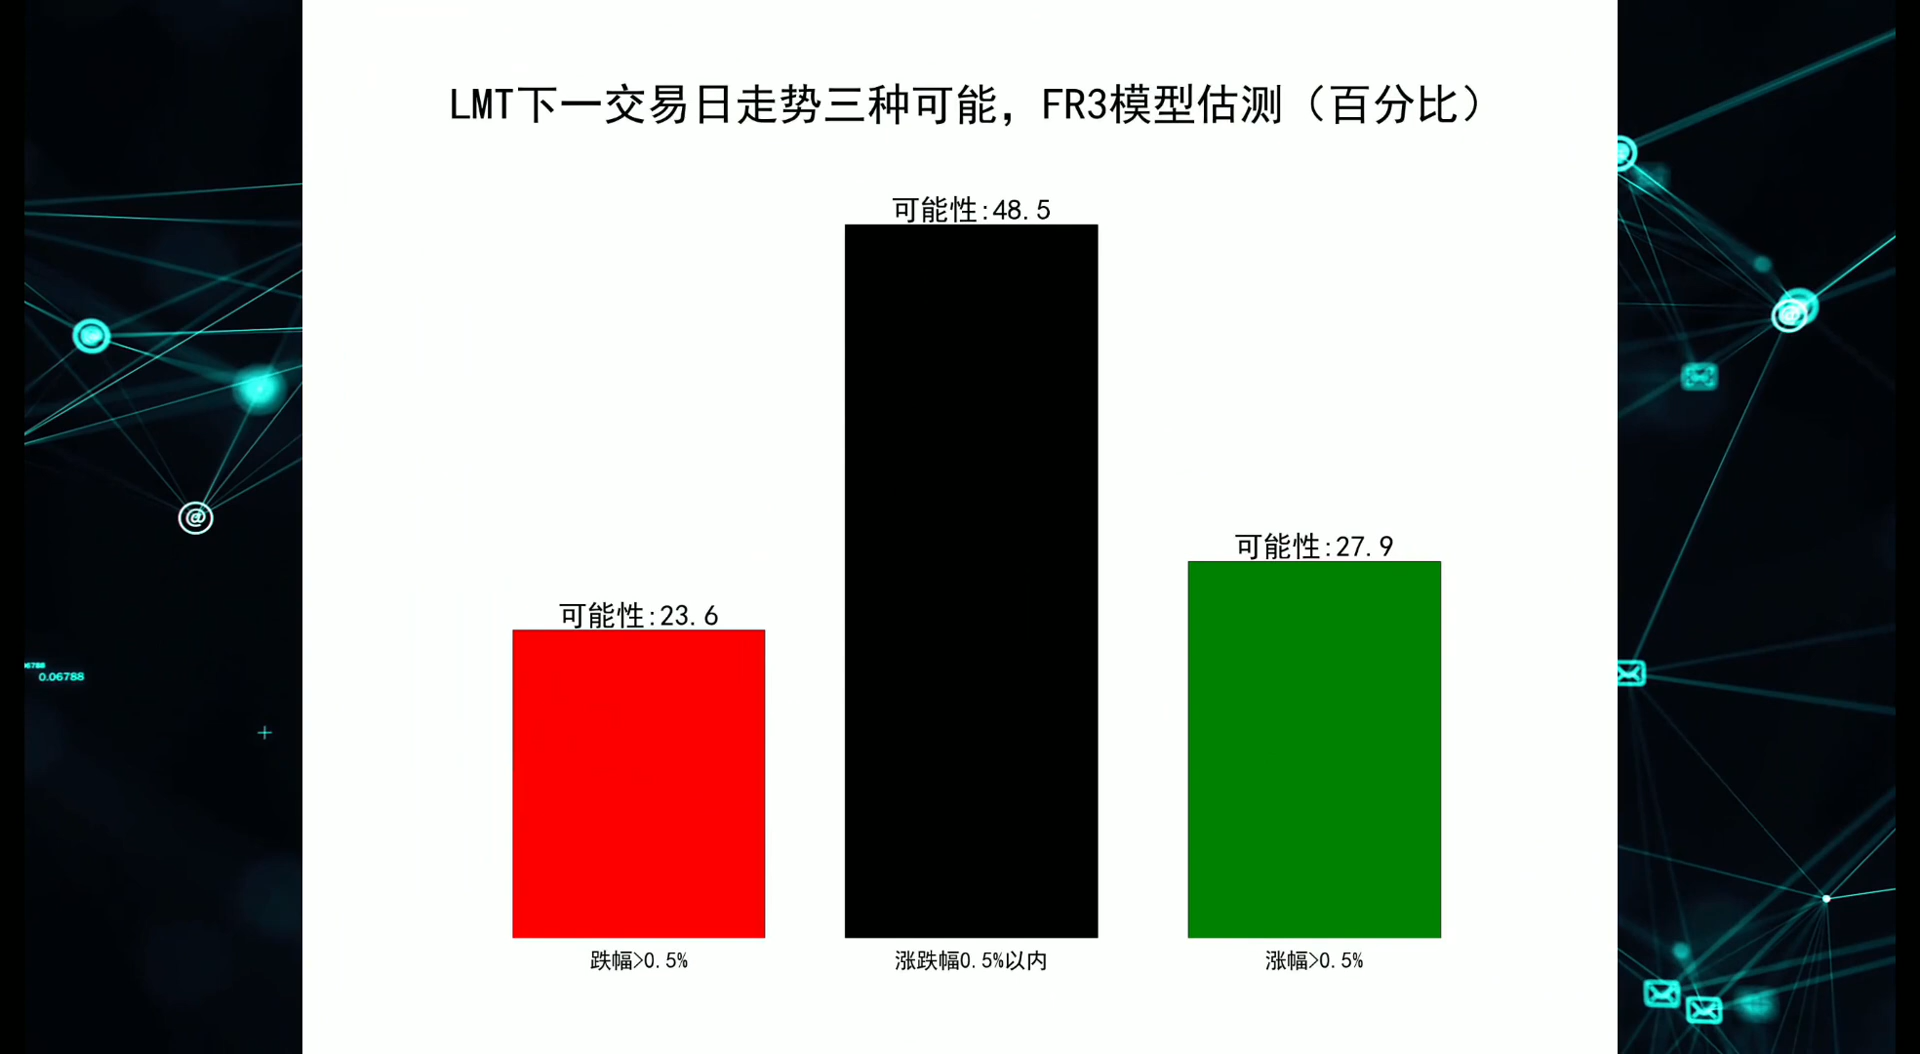 LMT下一交易日走势三种可能，FR3模型估测（百分比）
可能性:48.5
可能性:27.9
可能性:23.6
跌幅>0.5%
涨跌幅0.5%以内
涨幅>0.5%
0.06788